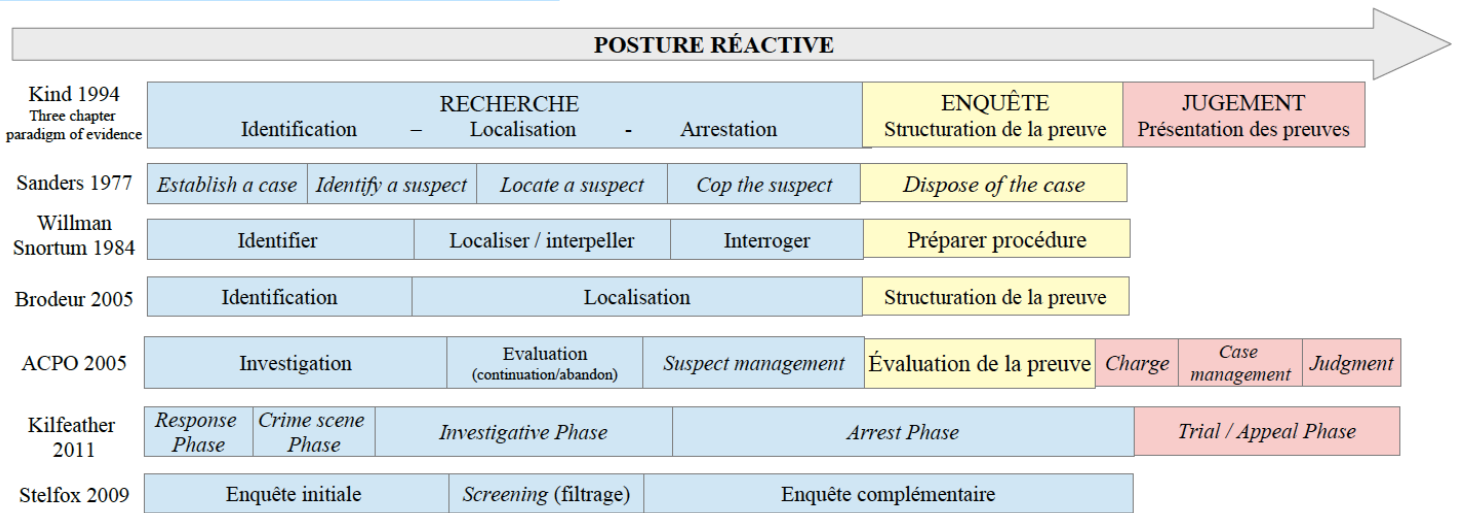 POSTURE RÉACTIVE
Kind 1994
Three chapter
paradigm of evidence
RECHERCHE
Identification – Localisation - Arrestation
ENQUÊTE
Structuration de la preuve
JUGEMENT
Présentation des preuves
Sanders 1977
Establish a case
Identify a suspect
Locate a suspect
Cop the suspect
Dispose of the case
Willman
Snortum 1984
Identifier
Localiser / interpeller
Interroger
Préparer procédure
Brodeur 2005
Identification
Localisation
Structuration de la preuve
ACPO 2005
Investigation
Evaluation
(continuation/abandon)
Suspect management
Évaluation de la preuve
Charge
Case
management
Judgment
Kilfeather
2011
Response
Phase
Crime scene
Phase
Investigative Phase
Arrest Phase
Trial / Appeal Phase
Stelfox 2009
Enquête initiale
Screening (filtrage)
Enquête complémentaire